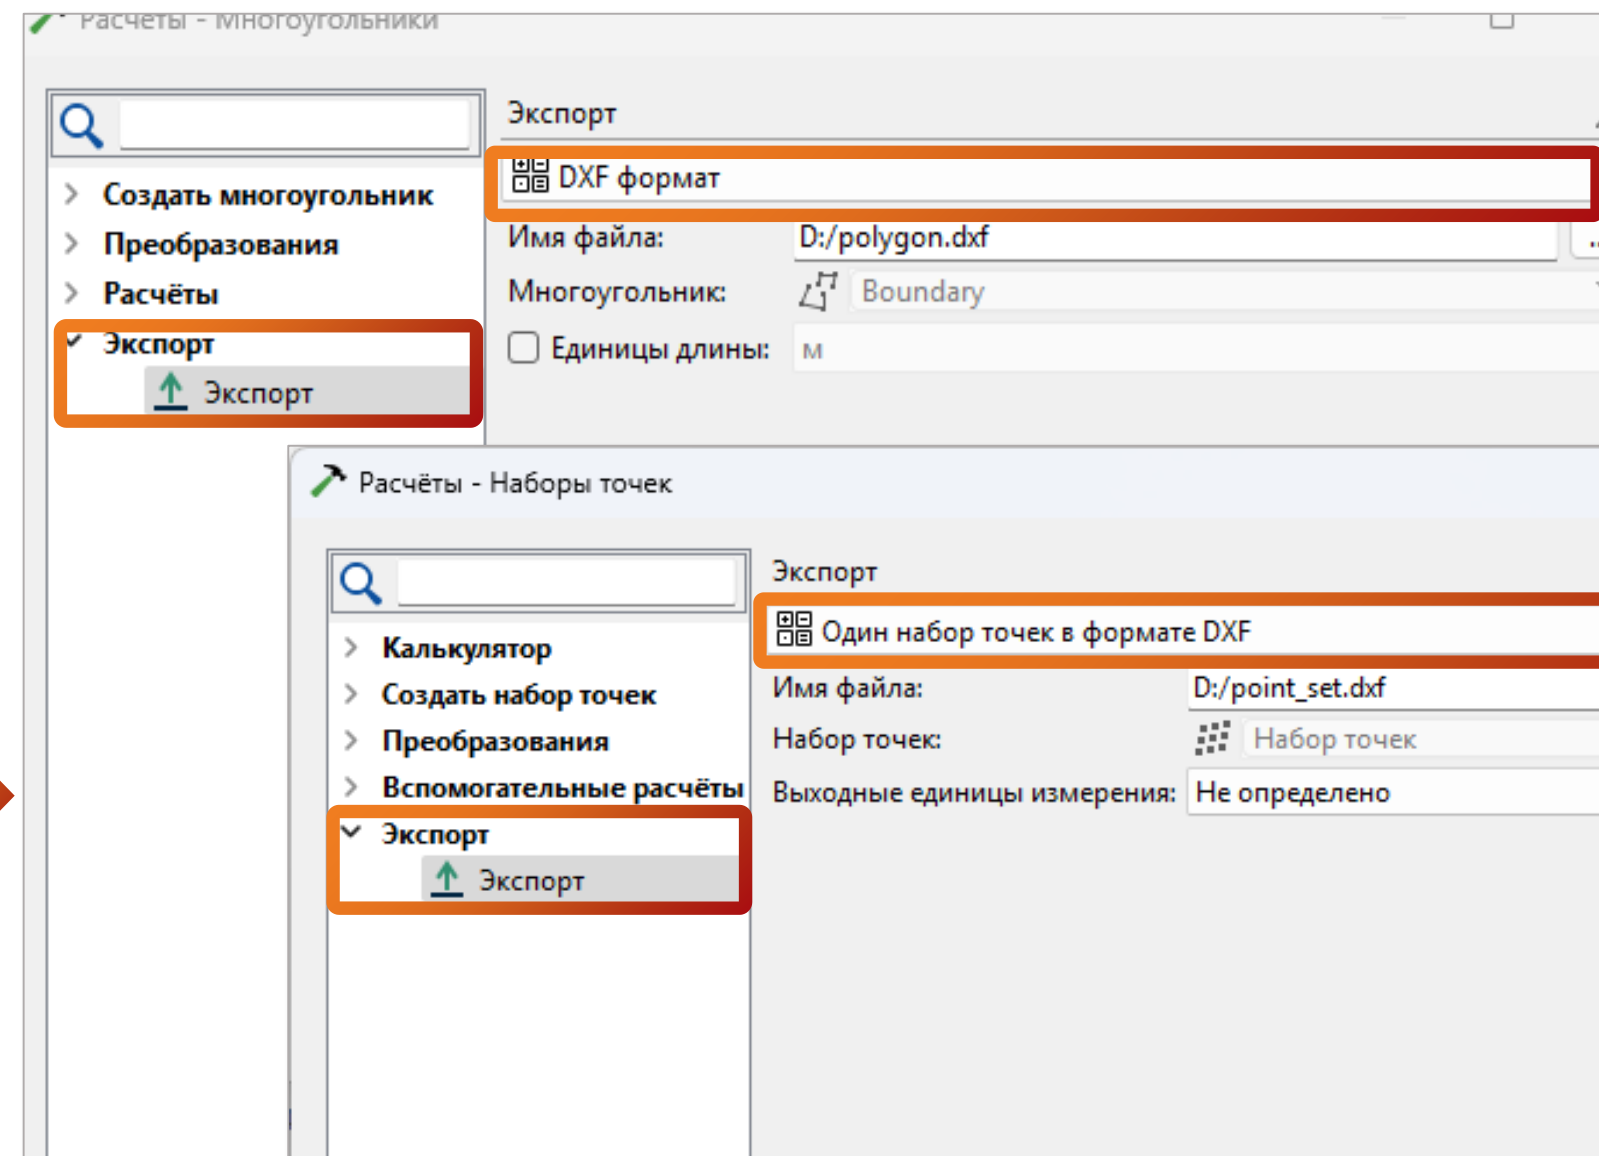 Расчёты - Многоугольники
Экспорт
DXF формат
Создать многоугольник
Преобразования
Имя файла:
D:/polygon.dxf
...
Расчёты
Многоугольник:
Boundary
Экспорт
Единицы длины:
м
Экспорт
Расчёты - Наборы точек
Экспорт
Один набор точек в формате DXF
Калькулятор
Создать набор точек
Имя файла:
D:/point_set.dxf
Преобразования
Набор точек:
Набор точек
Вспомогательные расчёты
Выходные единицы измерения:
Не определено
Экспорт
Экспорт